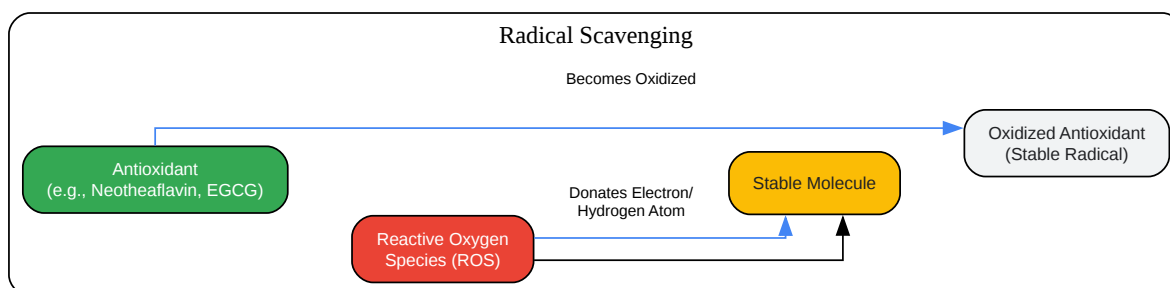 Radical Scavenging
Becomes Oxidized
Oxidized Antioxidant
(Stable Radical)
Antioxidant
(e.g., Neotheaflavin, EGCG)
Stable Molecule
Donates Electron/
Hydrogen Atom
Reactive Oxygen
Species (ROS)